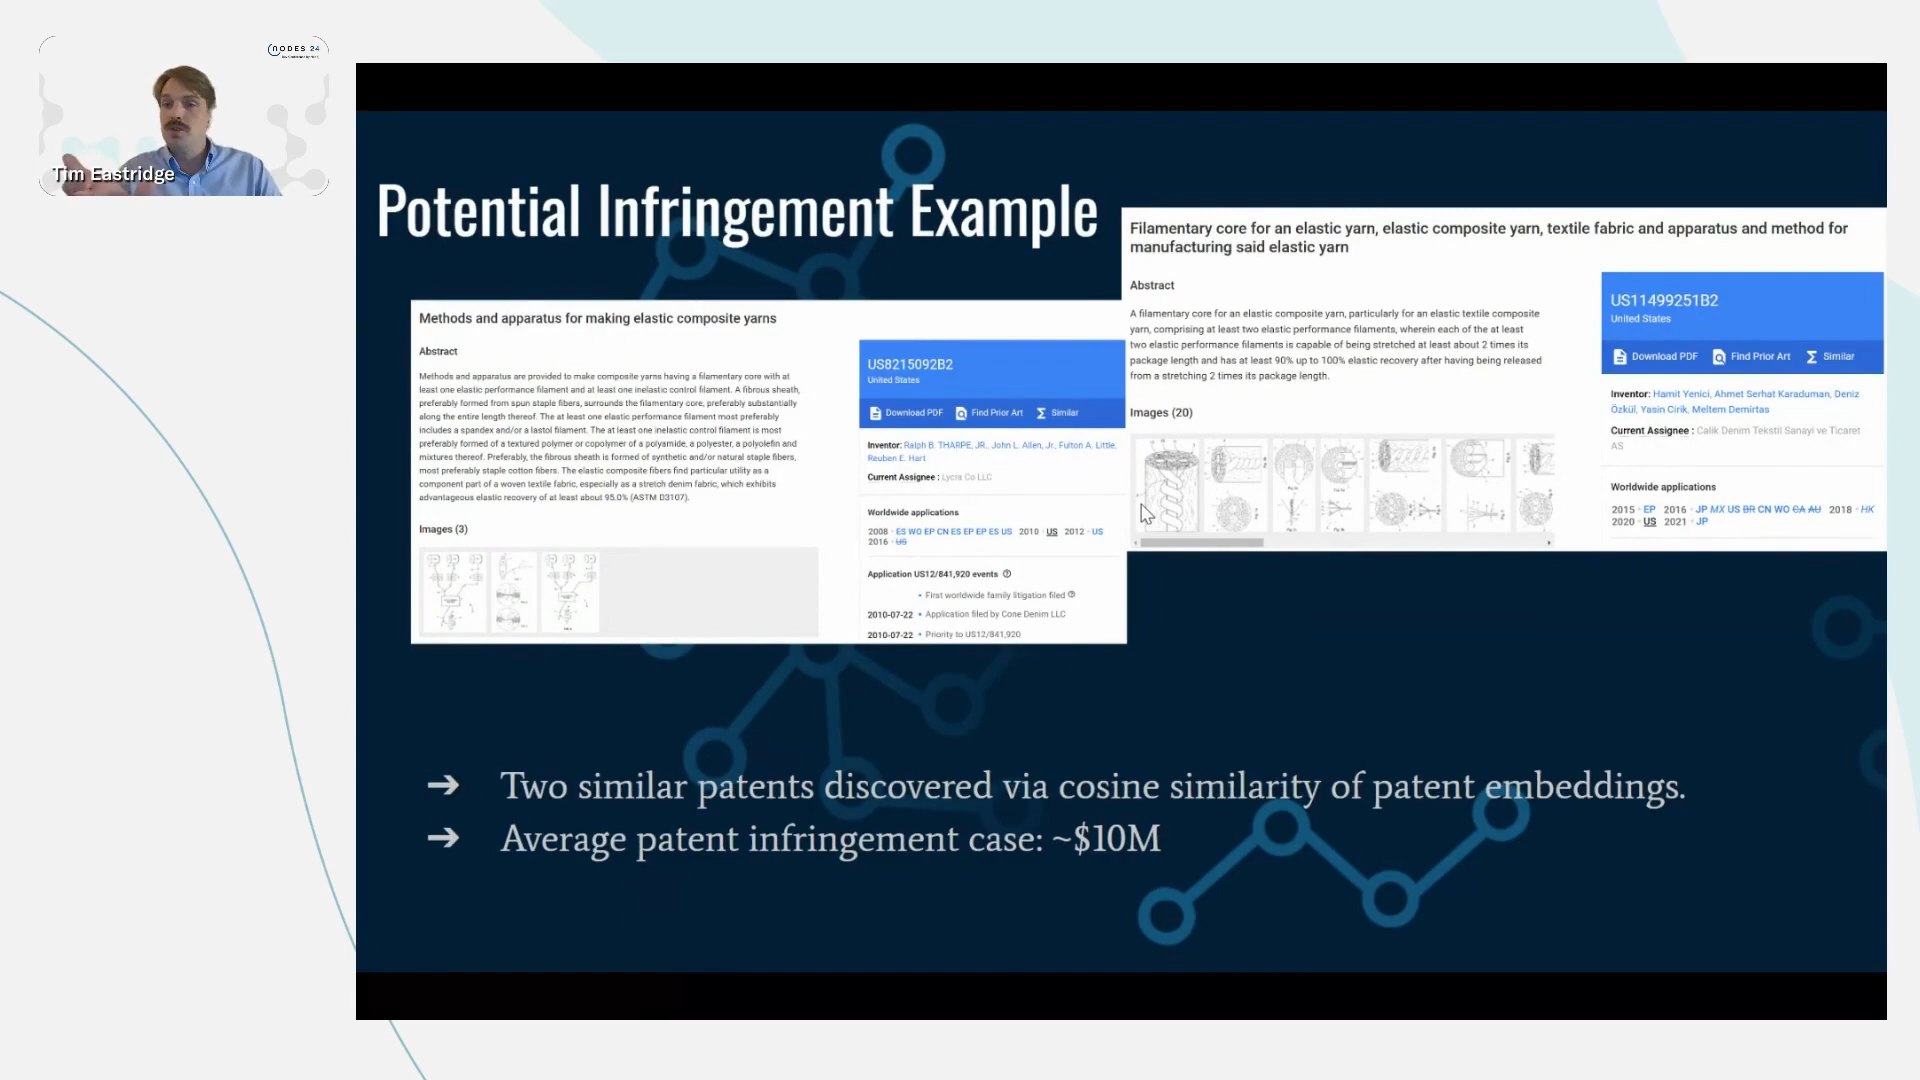 NODES 24
Tim Eastridge
Potential Infringement Example
Methods and apparatus for making elastic composite yarns
Abstract
Methods and apparatus are provided to make composite yarns having a filamentary core with at
least one elastic performance filament and at least one inelastic control filament. A fibrous sheath,
preferably formed from spun staple fibers, surrounds the filamentary core, preferably substantially
along the entire length thereof. The at least one elastic performance filament most preferably
includes a spandex and/or a lastol filament. The at least one inelastic control filament is most
preferably formed of a textured polymer or copolymer of a polyamide, a polyester, a polyolefin and
mixtures thereof. Preferably, the fibrous sheath is formed of synthetic and/or natural staple fibers,
most preferably staple cotton fibers. The elastic composite fibers find particular utility as a
component part of a woven textile fabric, especially as a stretch denim fabric, which exhibits
advantageous elastic recovery of at least about 95.0% (ASTM D3107).
Images (3)
US8215092B2
United States
Download PDF Find Prior Art Similar
Inventor: Ralph B. THARPE, JR., John L. Allen, Jr., Fulton A. Little,
Reuben E. Hart
Current Assignee : Lycra Co LLC
Worldwide applications
2008 · ES WO EP CN ES EP EP ES US 2010 · US 2012 · US
2016 · US
Application US12/841,920 events
• First worldwide family litigation filed
2010-07-22 • Application filed by Cone Denim LLC
2010-07-22 • Priority to US12/841,920
Filamentary core for an elastic yarn, elastic composite yarn, textile fabric and apparatus and method for
manufacturing said elastic yarn
Abstract
A filamentary core for an elastic composite yarn, particularly for an elastic textile composite
yarn, comprising at least two elastic performance filaments, wherein each of the at least
two elastic performance filaments is capable of being stretched at least about 2 times its
package length and has at least 90% up to 100% elastic recovery after having being released
from a stretching 2 times its package length.
Images (20)
US11499251B2
United States
Download PDF Find Prior Art Similar
Inventor: Hamit Yenici, Ahmet Serhat Karaduman, Deniz
Özkül, Yasin Cirik, Meltem Demirtas
Current Assignee : Calik Denim Tekstil Sanayi ve Ticaret
AS
Worldwide applications
2015 · EP 2016 · JP MX US BR CN WO CA AU 2018 · HK
2020 · US 2021 · JP
➔ Two similar patents discovered via cosine similarity of patent embeddings.
➔ Average patent infringement case: ~$10M